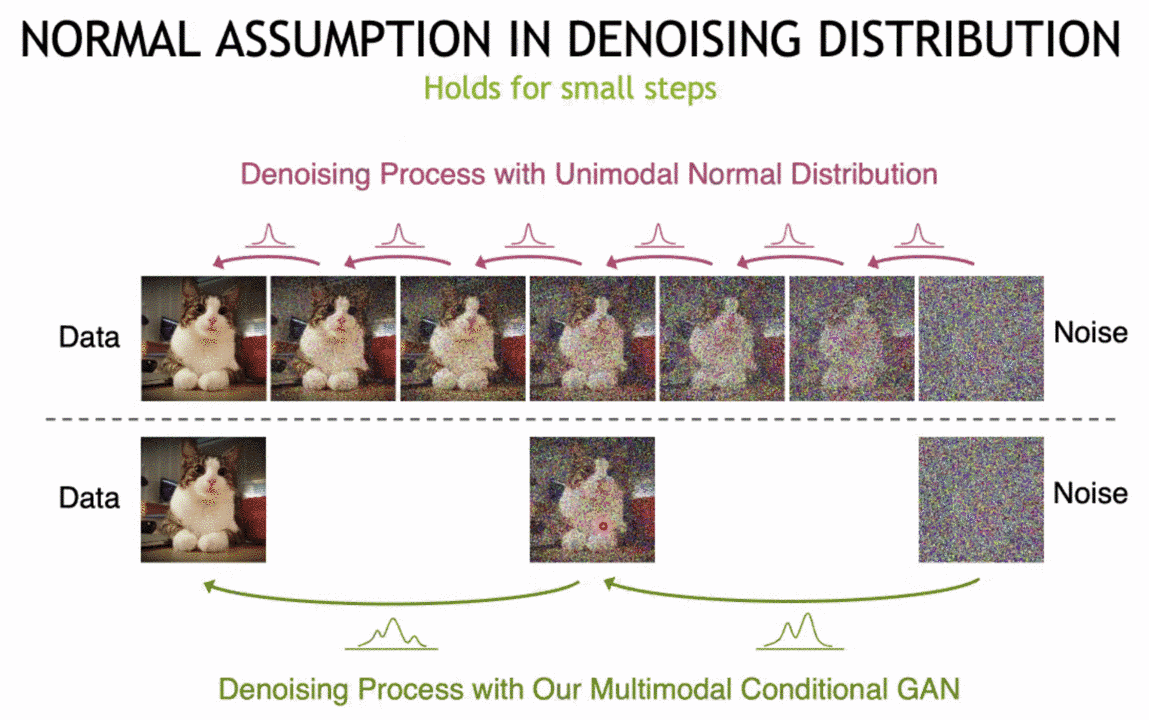 NORMAL ASSUMPTION IN DENOISING DISTRIBUTION
Holds for small steps
Denoising Process with Unimodal Normal Distribution
Data
Noise
Data
Noise
Denoising Process with Our Multimodal Conditional GAN